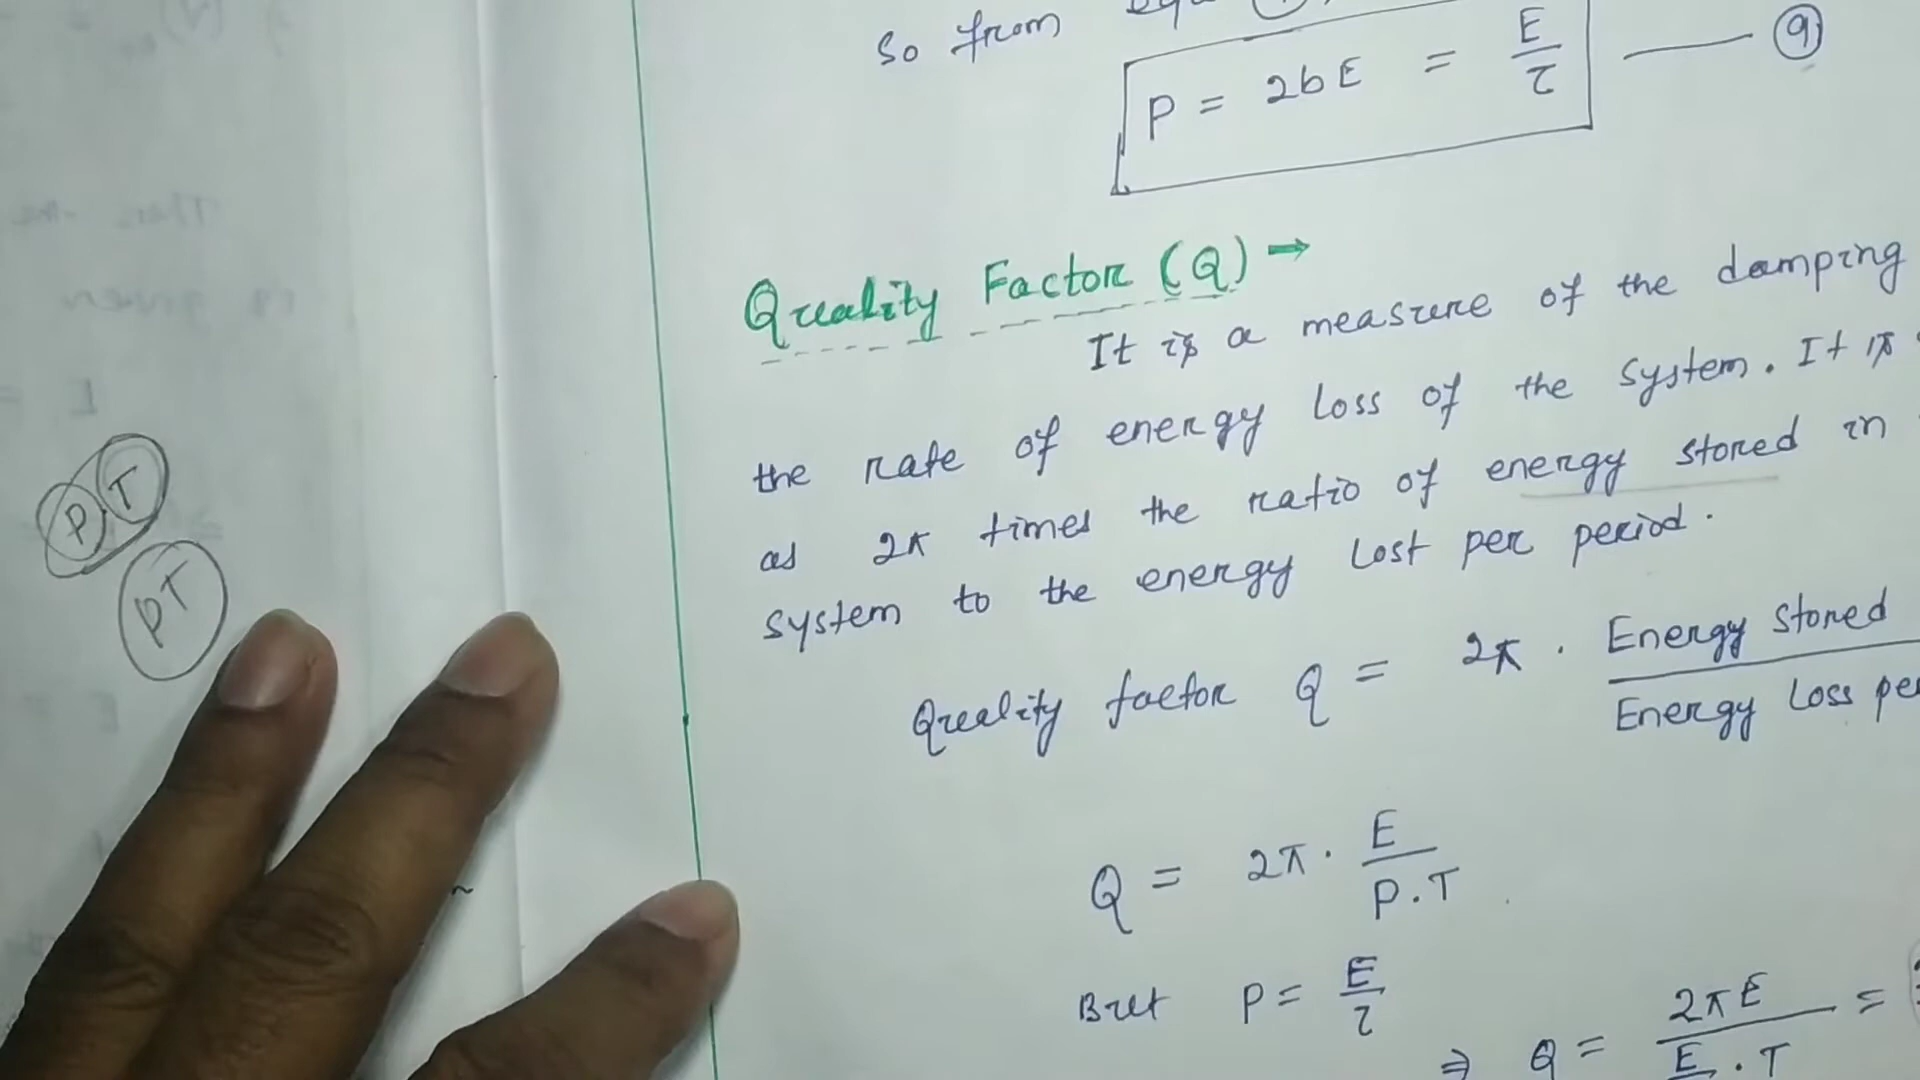 So from
P = 2bE = E/τ —— 9
Quality Factor (Q) →
It is a measure of the damping
the rate of energy loss of the system. It is
as 2π times the ratio of energy stored in
system to the energy lost per period.
Quality factor Q = 2π . Energy stored / Energy Loss per
Q = 2π . E / P.T
But P = E/τ
⇒ Q = 2πE / E . T =
P T
PT